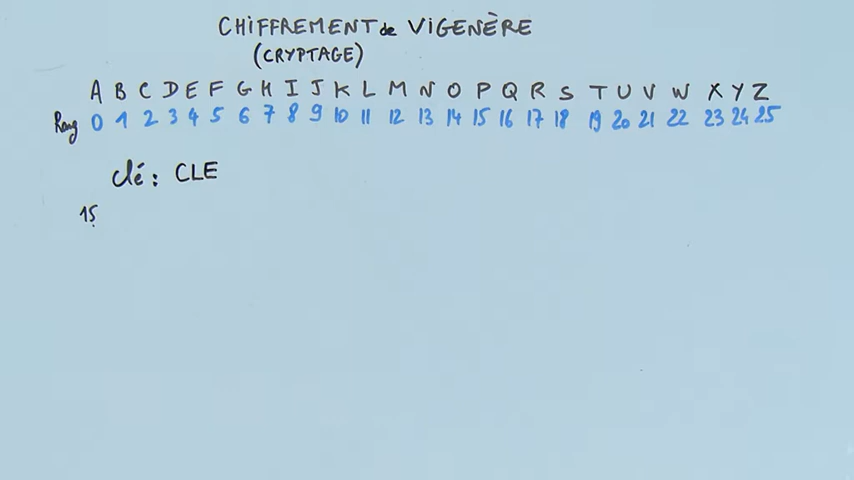 CHIFFREMENT de VIGENÈRE
(CRYPTAGE)
A B C D E F G H I J K L M N O P Q R S T U V W X Y Z
Rang 0 1 2 3 4 5 6 7 8 9 10 11 12 13 14 15 16 17 18 19 20 21 22 23 24 25
clé : CLE
15